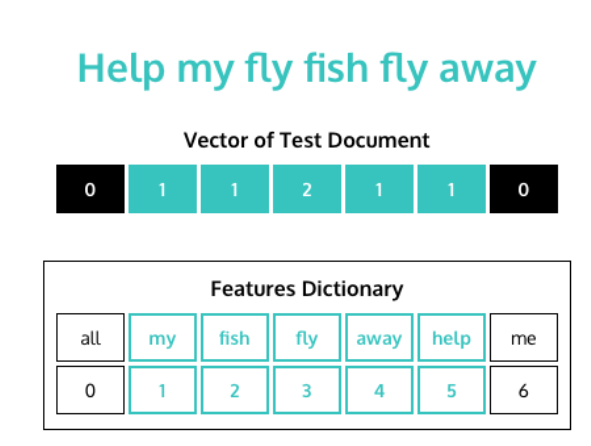 Help my fly fish fly away
Vector of Test Document
0 1 1 2 1 1 0
Features Dictionary
all my fish fly away help me
0 1 2 3 4 5 6